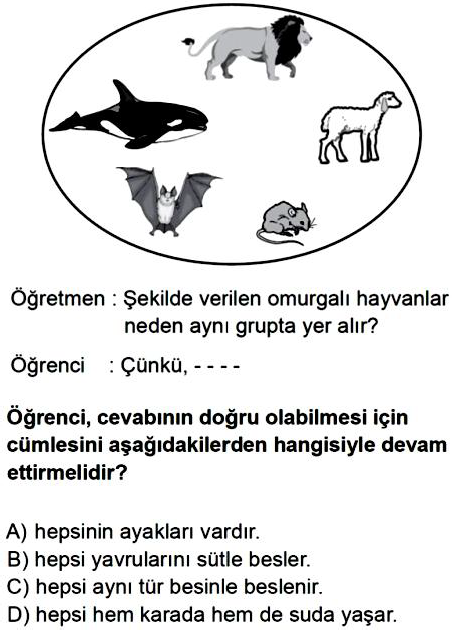 Öğretmen : Şekilde verilen omurgalı hayvanlar
neden aynı grupta yer alır?
Öğrenci : Çünkü, - - - -
Öğrenci, cevabının doğru olabilmesi için
cümlesini aşağıdakilerden hangisiyle devam
ettirmelidir?
A) hepsinin ayakları vardır.
B) hepsi yavrularını sütle besler.
C) hepsi aynı tür besinle beslenir.
D) hepsi hem karada hem de suda yaşar.